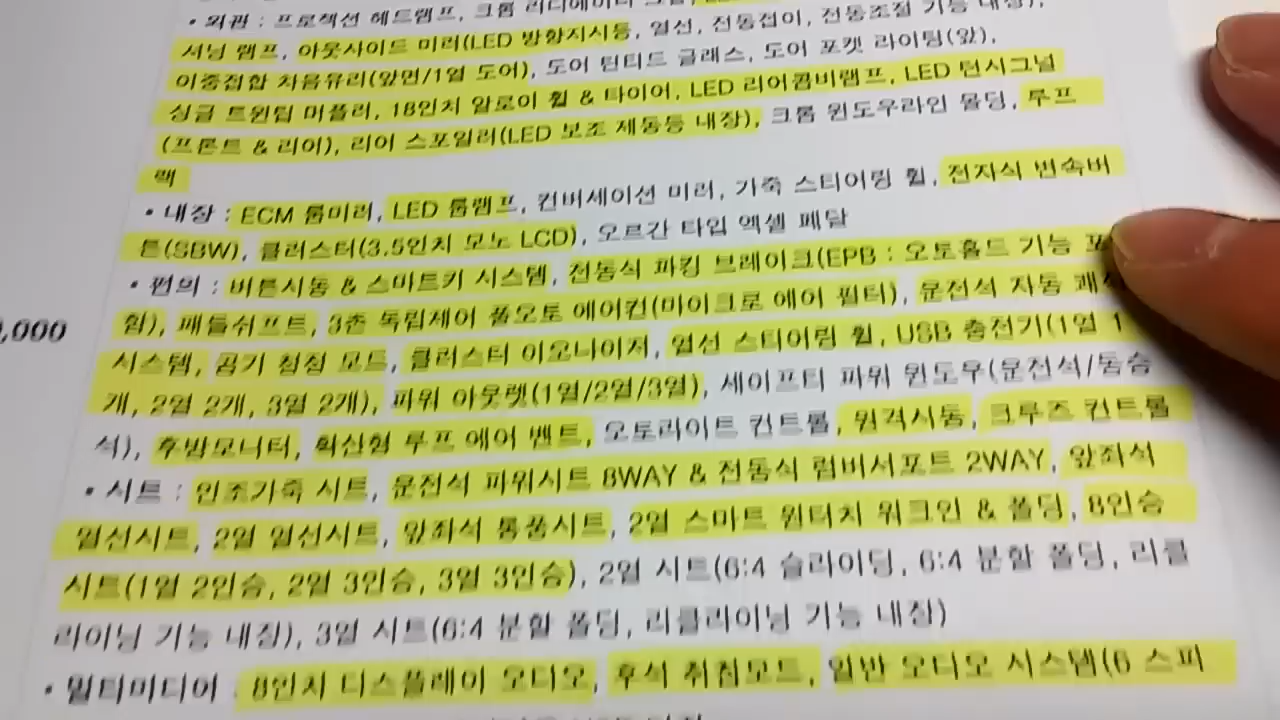 • 외관 : 프로젝션 헤드램프, 크롬 라디에이터
셔닝 램프, 아웃사이드 미러(LED 방향지시등, 열선, 전동접이, 전동조절 기능 내장),
이중접합 차음유리(앞면/1열 도어), 도어 틴티드 글래스, 도어 포켓 라이팅(앞),
싱글 트윈팁 머플러, 18인치 알로이 휠 & 타이어, LED 리어콤비램프, LED 턴시그널
(프론트 & 리어), 리어 스포일러(LED 보조 제동등 내장), 크롬 윈도우라인 몰딩, 루프
랙
• 내장 : ECM 룸미러, LED 룸램프, 컨버세이션 미러, 가죽 스티어링 휠, 전자식 변속버
튼(SBW), 클러스터(3.5인치 모노 LCD), 오르간 타입 엑셀 페달
• 편의 : 버튼시동 & 스마트키 시스템, 전동식 파킹 브레이크(EPB : 오토홀드 기능 포
함), 패들쉬프트, 3존 독립제어 풀오토 에어컨(마이크로 에어 필터), 운전석 자동 쾌
,000
시스템, 공기 청정 모드, 클러스터 이오나이저, 열선 스티어링 휠, USB 충전기(1열 1
개, 2열 2개, 3열 2개), 파워 아웃렛(1열/2열/3열), 세이프티 파워 윈도우(운전석/동승
석), 후방모니터, 확산형 루프 에어 벤트, 오토라이트 컨트롤, 원격시동, 크루즈 컨트롤
• 시트 : 인조가죽 시트, 운전석 파워시트 8WAY & 전동식 럼버서포트 2WAY, 앞좌석
열선시트, 2열 열선시트, 앞좌석 통풍시트, 2열 스마트 원터치 워크인 & 폴딩, 8인승
시트(1열 2인승, 2열 3인승, 3열 3인승), 2열 시트(6:4 슬라이딩, 6:4 분할 폴딩, 리클
라이닝 기능 내장), 3열 시트(6:4 분할 폴딩, 리클라이닝 기능 내장)
• 멀티미디어 : 8인치 디스플레이 오디오, 후석 취침모드, 일반 오디오 시스템(6 스피